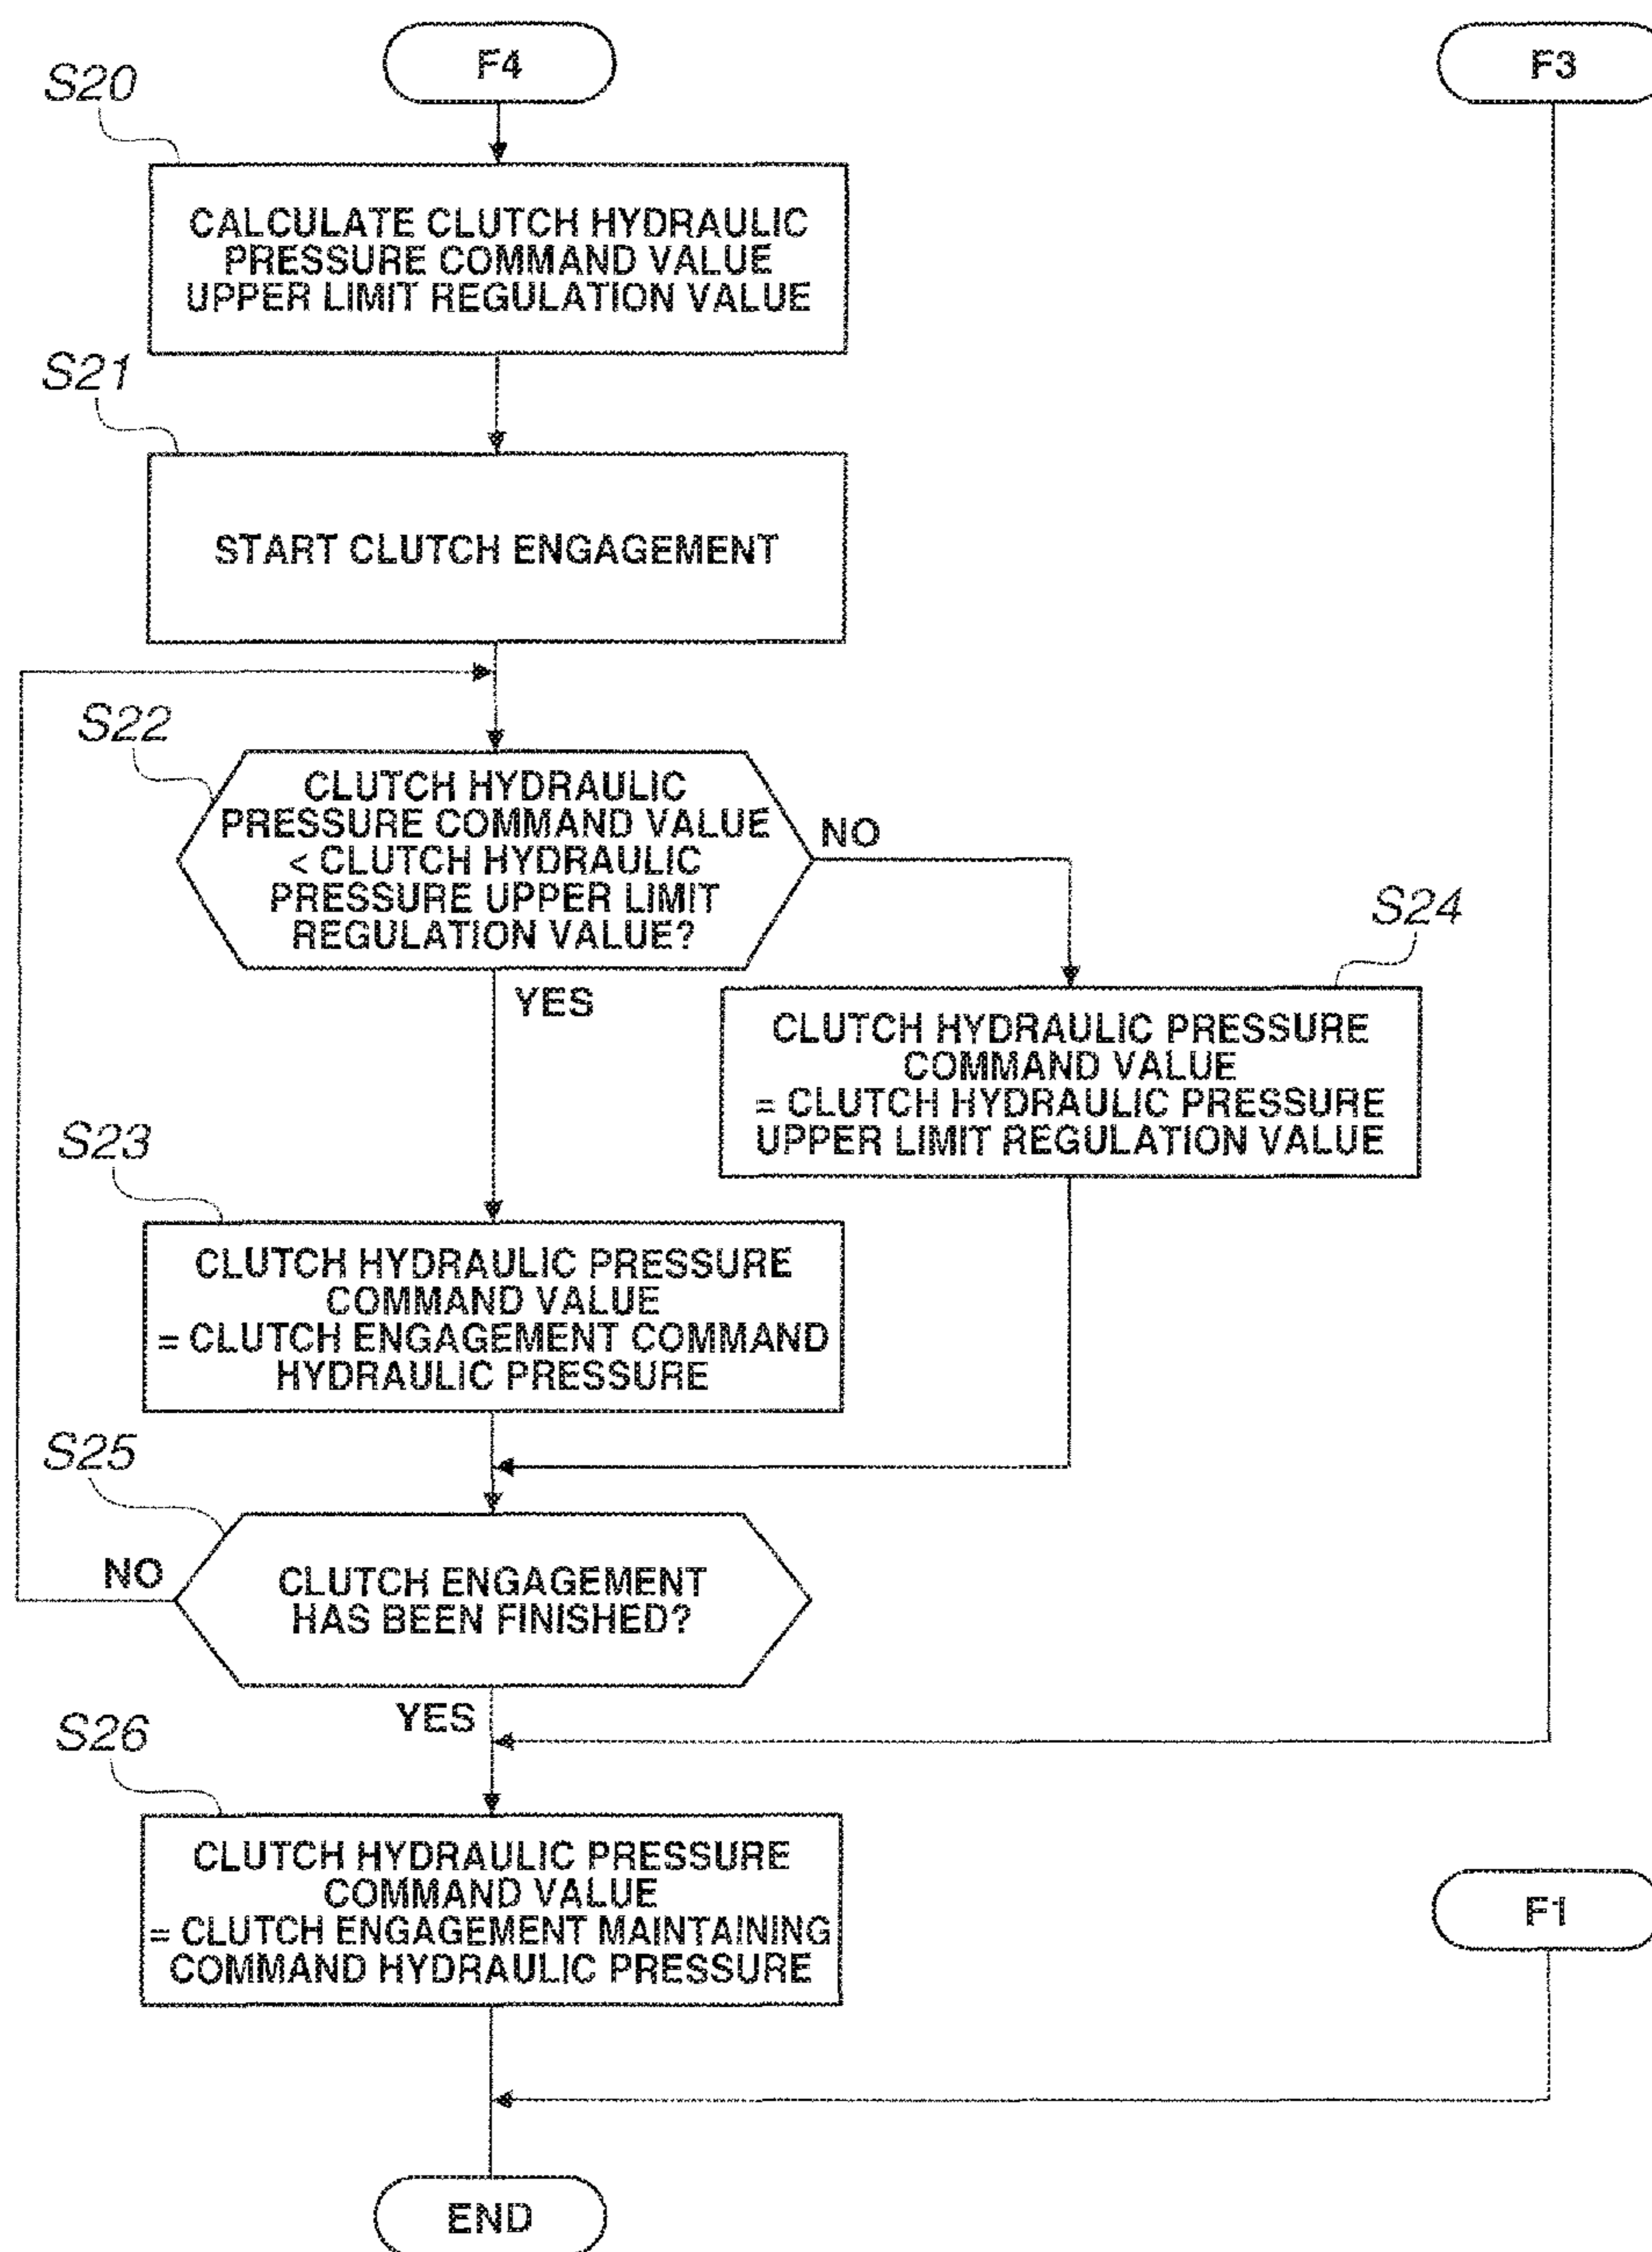 F4
F3
S20
CALCULATE CLUTCH HYDRAULIC
PRESSURE COMMAND VALUE
UPPER LIMIT REGULATION VALUE
S21
START CLUTCH ENGAGEMENT
S22
CLUTCH HYDRAULIC
PRESSURE COMMAND VALUE
< CLUTCH HYDRAULIC
PRESSURE UPPER LIMIT
REGULATION VALUE?
NO
YES
S24
CLUTCH HYDRAULIC PRESSURE
COMMAND VALUE
= CLUTCH HYDRAULIC PRESSURE
UPPER LIMIT REGULATION VALUE
S23
CLUTCH HYDRAULIC PRESSURE
COMMAND VALUE
= CLUTCH ENGAGEMENT COMMAND
HYDRAULIC PRESSURE
S25
NO
CLUTCH ENGAGEMENT
HAS BEEN FINISHED?
YES
S26
CLUTCH HYDRAULIC PRESSURE
COMMAND VALUE
= CLUTCH ENGAGEMENT MAINTAINING
COMMAND HYDRAULIC PRESSURE
F1
END